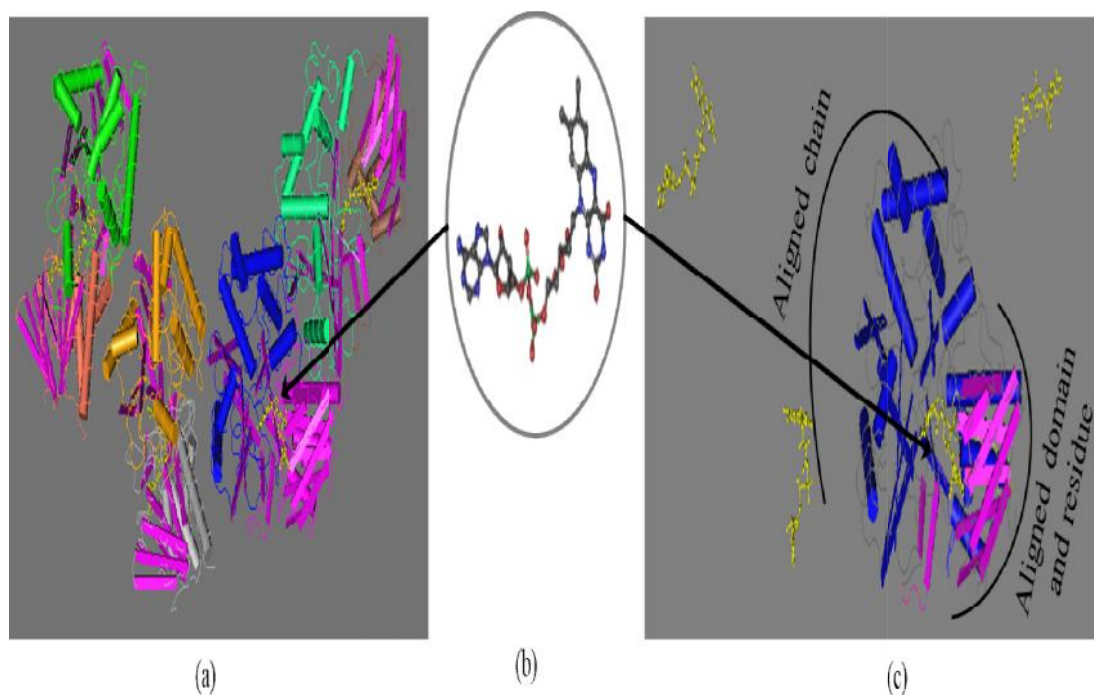 Aligned chain
Aligned domain
and residue
(a)
(b)
(c)